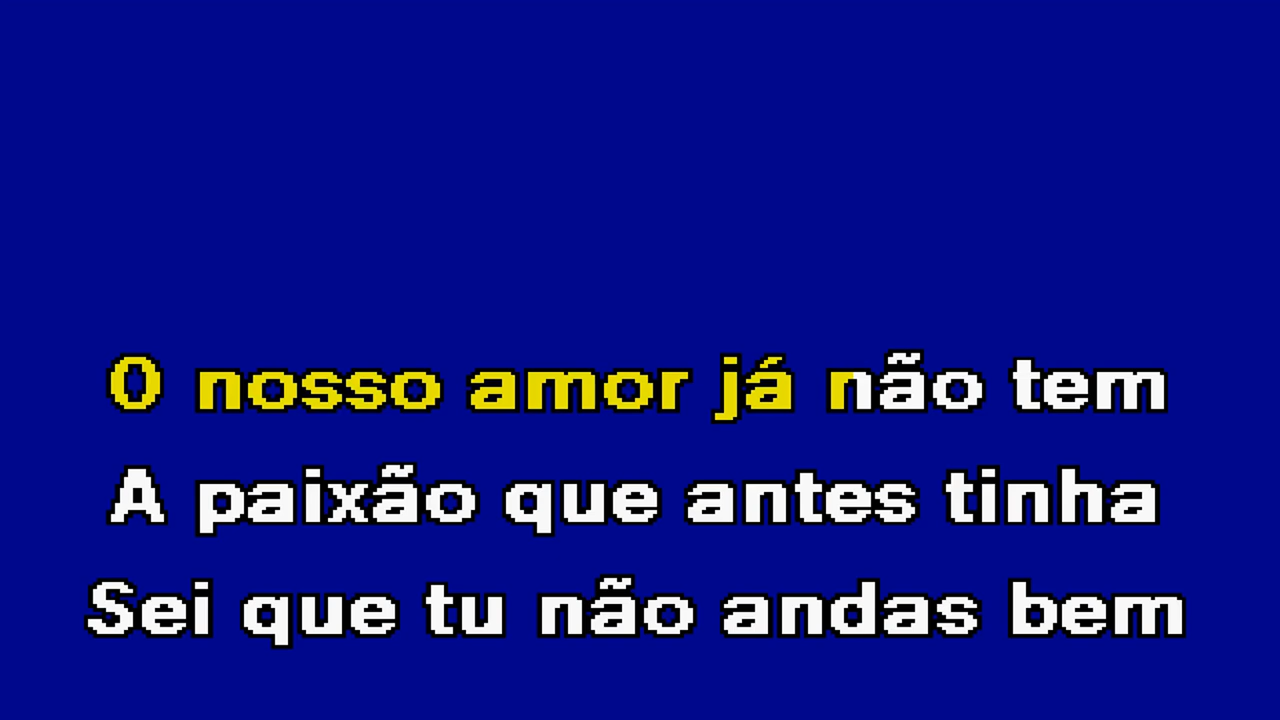 O nosso amor já não tem
A paixão que antes tinha
Sei que tu não andas bem